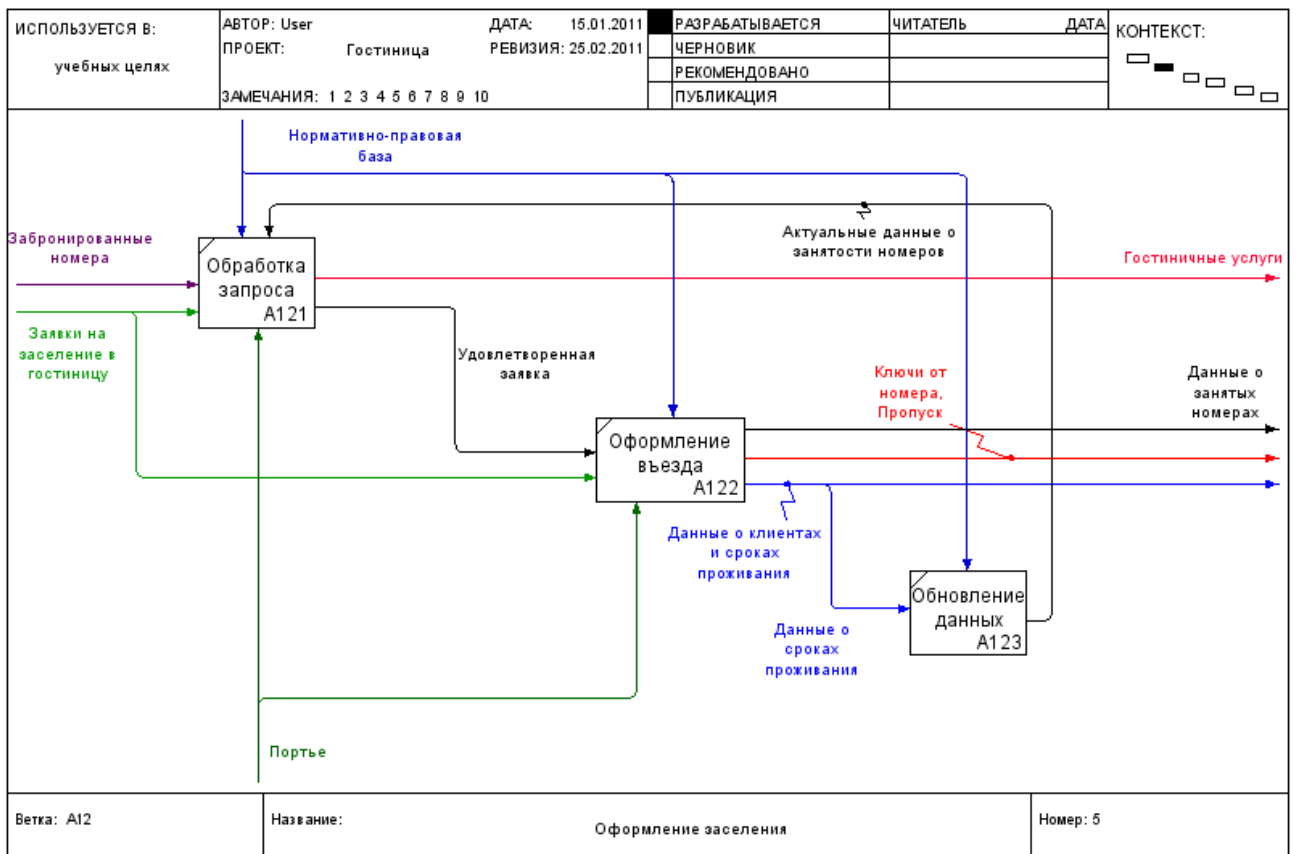 ИСПОЛЬЗУЕТСЯ В:
учебных целях
АВТОР: User
ДАТА: 15.01.2011
ПРОЕКТ: Гостиница
РЕВИЗИЯ: 25.02.2011
ЗАМЕЧАНИЯ: 1 2 3 4 5 6 7 8 9 10
РАЗРАБАТЫВАЕТСЯ
ЧЕРНОВИК
РЕКОМЕНДОВАНО
ПУБЛИКАЦИЯ
ЧИТАТЕЛЬ
ДАТА
КОНТЕКСТ:
Нормативно-правовая
база
Забронированные
номера
Обработка
запроса
A121
Актуальные данные о
занятости номеров
Гостиничные услуги
Заявки на
заселение в
гостиницу
Удовлетворенная
заявка
Ключи от
номера,
Пропуск
Данные о
занятых
номерах
Оформление
въезда
A122
Данные о клиентах
и сроках
проживания
Обновление
данных
A123
Данные о
сроках
проживания
Портье
Ветка: A12
Название:
Оформление заселения
Номер: 5